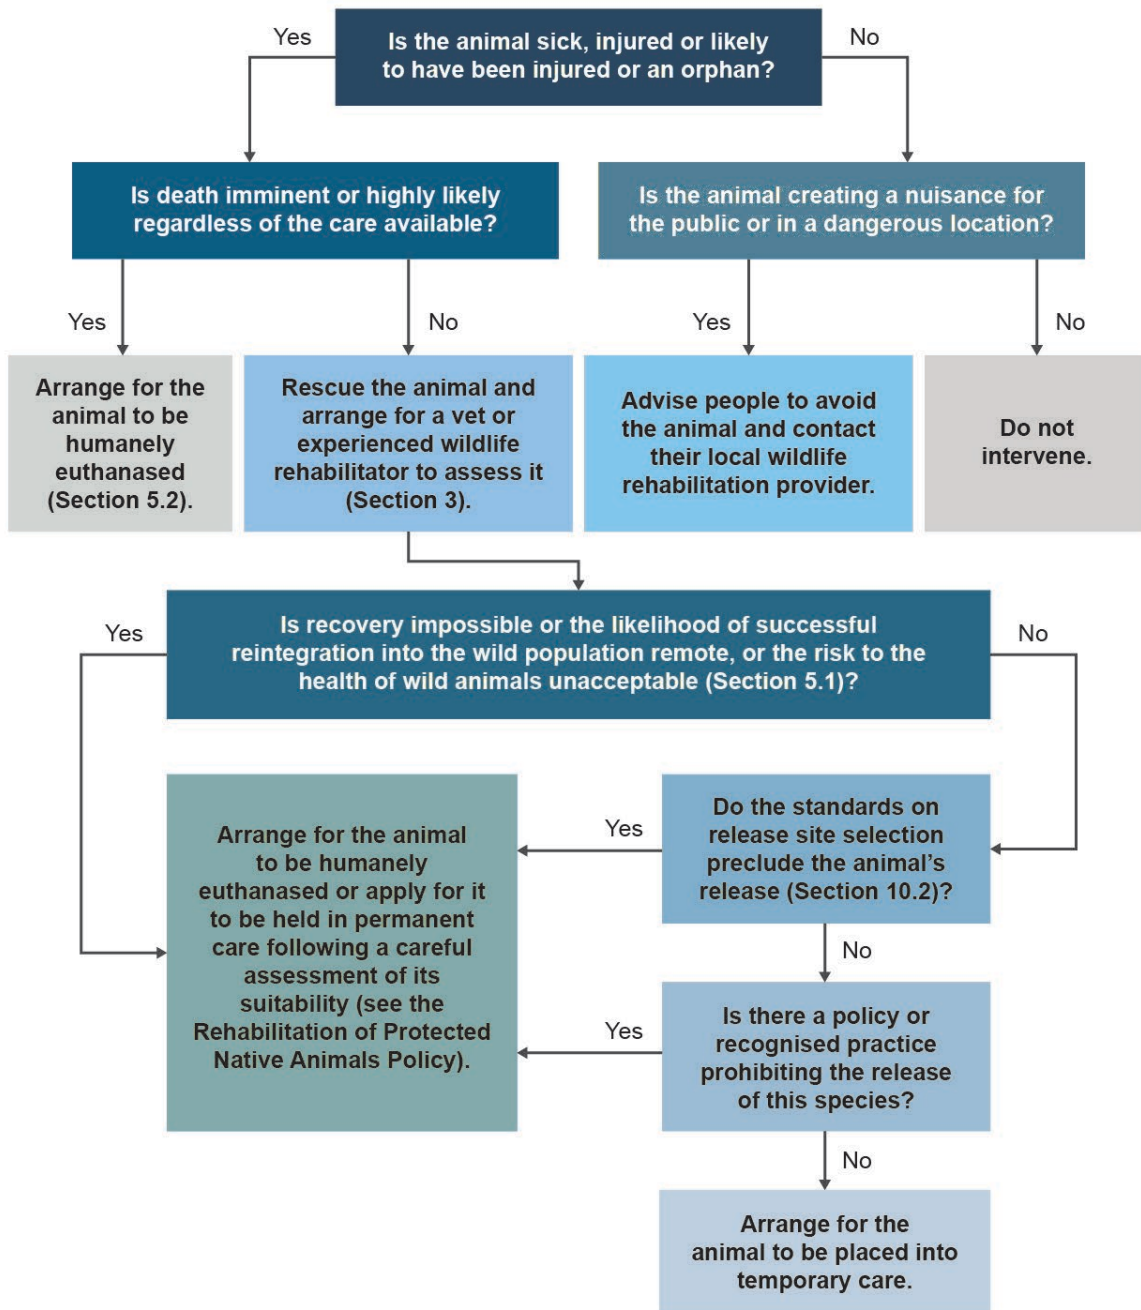 Yes
Is the animal sick, injured or likely
to have been injured or an orphan?
No
Is death imminent or highly likely
regardless of the care available?
Is the animal creating a nuisance for
the public or in a dangerous location?
Yes
No
Yes
No
Arrange for the
animal to be
humanely
euthanased
(Section 5.2).
Rescue the animal and
arrange for a vet or
experienced wildlife
rehabilitator to assess it
(Section 3).
Advise people to avoid
the animal and contact
their local wildlife
rehabilitation provider.
Do not
intervene.
Yes
Is recovery impossible or the likelihood of successful
reintegration into the wild population remote, or the risk to the
health of wild animals unacceptable (Section 5.1)?
No
Arrange for the animal
to be humanely
euthanased or apply for it
to be held in permanent
care following a careful
assessment of its
suitability (see the
Rehabilitation of Protected
Native Animals Policy).
Yes
Do the standards on
release site selection
preclude the animal’s
release (Section 10.2)?
No
Yes
Is there a policy or
recognised practice
prohibiting the release
of this species?
No
Arrange for the
animal to be placed into
temporary care.